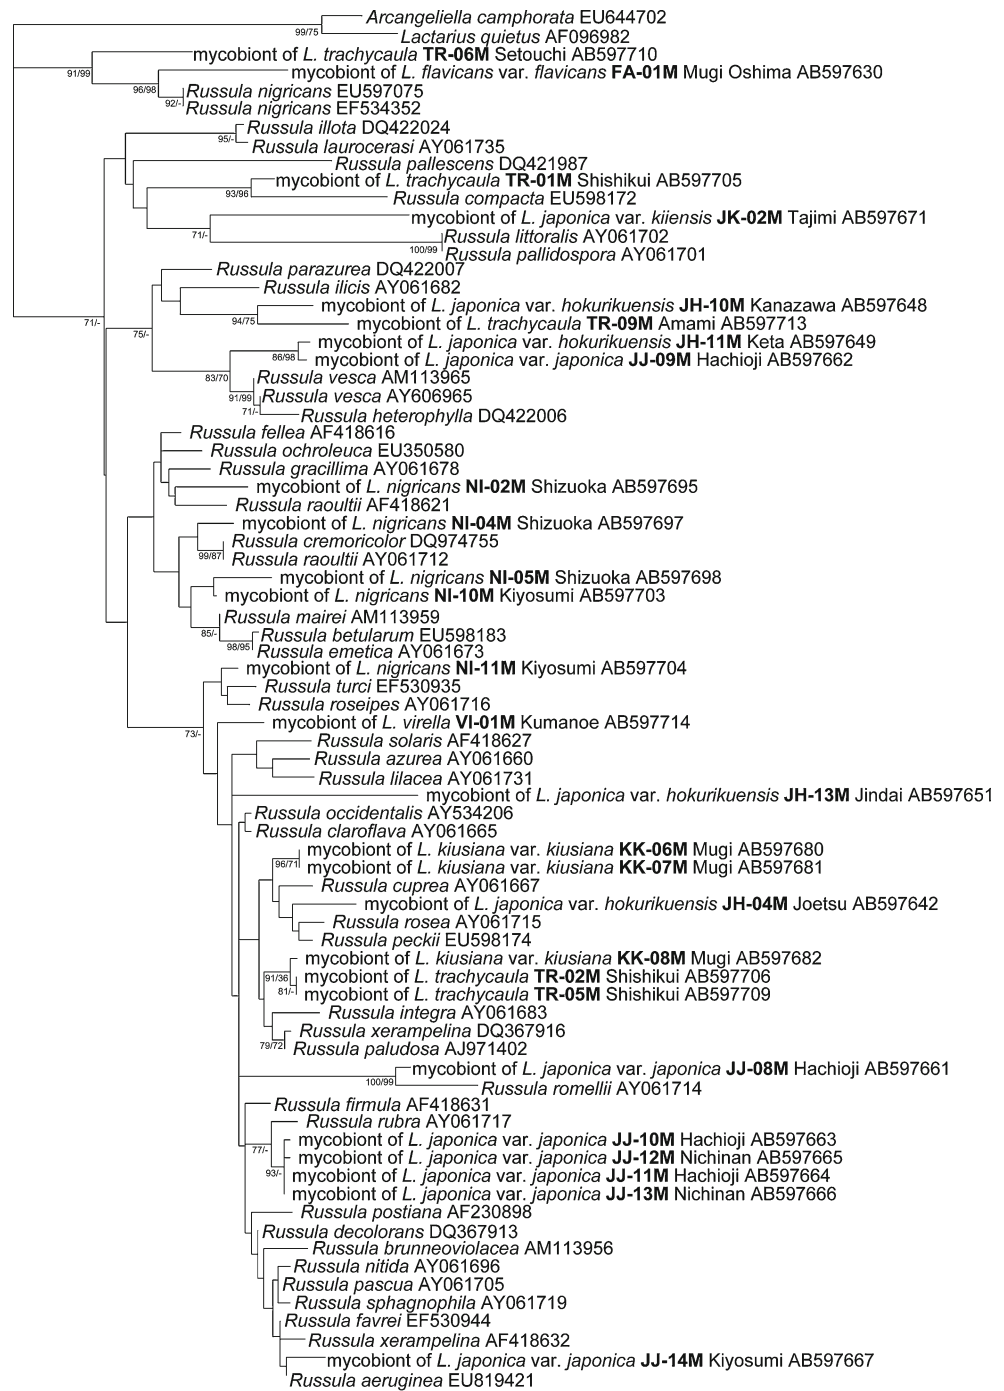 Arcangeliella camphorata EU644702
99/75
Lactarius quietus AF096982
mycobiont of L. trachycaula TR-06M Setouchi AB597710
91/99
mycobiont of L. flavicans var. flavicans FA-01M Mugi Oshima AB597630
96/98
Russula nigricans EU597075
92/-
Russula nigricans EF534352
Russula illota DQ422024
95/-
Russula laurocerasi AY061735
Russula pallescens DQ421987
mycobiont of L. trachycaula TR-01M Shishikui AB597705
93/96
Russula compacta EU598172
mycobiont of L. japonica var. kiiensis JK-02M Tajimi AB597671
71/-
Russula littoralis AY061702
100/99
Russula pallidospora AY061701
Russula parazurea DQ422007
Russula ilicis AY061682
mycobiont of L. japonica var. hokurikuensis JH-10M Kanazawa AB597648
94/75
71/-
mycobiont of L. trachycaula TR-09M Amami AB597713
75/-
mycobiont of L. japonica var. hokurikuensis JH-11M Keta AB597649
86/98
mycobiont of L. japonica var. japonica JJ-09M Hachioji AB597662
83/70
Russula vesca AM113965
91/99
Russula vesca AY606965
71/-
Russula heterophylla DQ422006
Russula fellea AF418616
Russula ochroleuca EU350580
Russula gracillima AY061678
mycobiont of L. nigricans NI-02M Shizuoka AB597695
Russula raoultii AF418621
mycobiont of L. nigricans NI-04M Shizuoka AB597697
Russula cremoricolor DQ974755
99/87
Russula raoultii AY061712
mycobiont of L. nigricans NI-05M Shizuoka AB597698
mycobiont of L. nigricans NI-10M Kiyosumi AB597703
Russula mairei AM113959
85/-
Russula betularum EU598183
98/95
Russula emetica AY061673
mycobiont of L. nigricans NI-11M Kiyosumi AB597704
Russula turci EF530935
Russula roseipes AY061716
mycobiont of L. virella VI-01M Kumanoe AB597714
73/-
Russula solaris AF418627
Russula azurea AY061660
Russula lilacea AY061731
mycobiont of L. japonica var. hokurikuensis JH-13M Jindai AB597651
Russula occidentalis AY534206
Russula claroflava AY061665
mycobiont of L. kiusiana var. kiusiana KK-06M Mugi AB597680
96/71
mycobiont of L. kiusiana var. kiusiana KK-07M Mugi AB597681
Russula cuprea AY061667
mycobiont of L. japonica var. hokurikuensis JH-04M Joetsu AB597642
Russula rosea AY061715
Russula peckii EU598174
mycobiont of L. kiusiana var. kiusiana KK-08M Mugi AB597682
91/36
mycobiont of L. trachycaula TR-02M Shishikui AB597706
81/-
mycobiont of L. trachycaula TR-05M Shishikui AB597709
Russula integra AY061683
Russula xerampelina DQ367916
79/72
Russula paludosa AJ971402
mycobiont of L. japonica var. japonica JJ-08M Hachioji AB597661
100/99
Russula romellii AY061714
Russula firmula AF418631
Russula rubra AY061717
mycobiont of L. japonica var. japonica JJ-10M Hachioji AB597663
77/-
mycobiont of L. japonica var. japonica JJ-12M Nichinan AB597665
93/-
mycobiont of L. japonica var. japonica JJ-11M Hachioji AB597664
mycobiont of L. japonica var. japonica JJ-13M Nichinan AB597666
Russula postiana AF230898
Russula decolorans DQ367913
Russula brunneoviolacea AM113956
Russula nitida AY061696
Russula pascua AY061705
Russula sphagnophila AY061719
Russula favrei EF530944
Russula xerampelina AF418632
mycobiont of L. japonica var. japonica JJ-14M Kiyosumi AB597667
Russula aeruginea EU819421